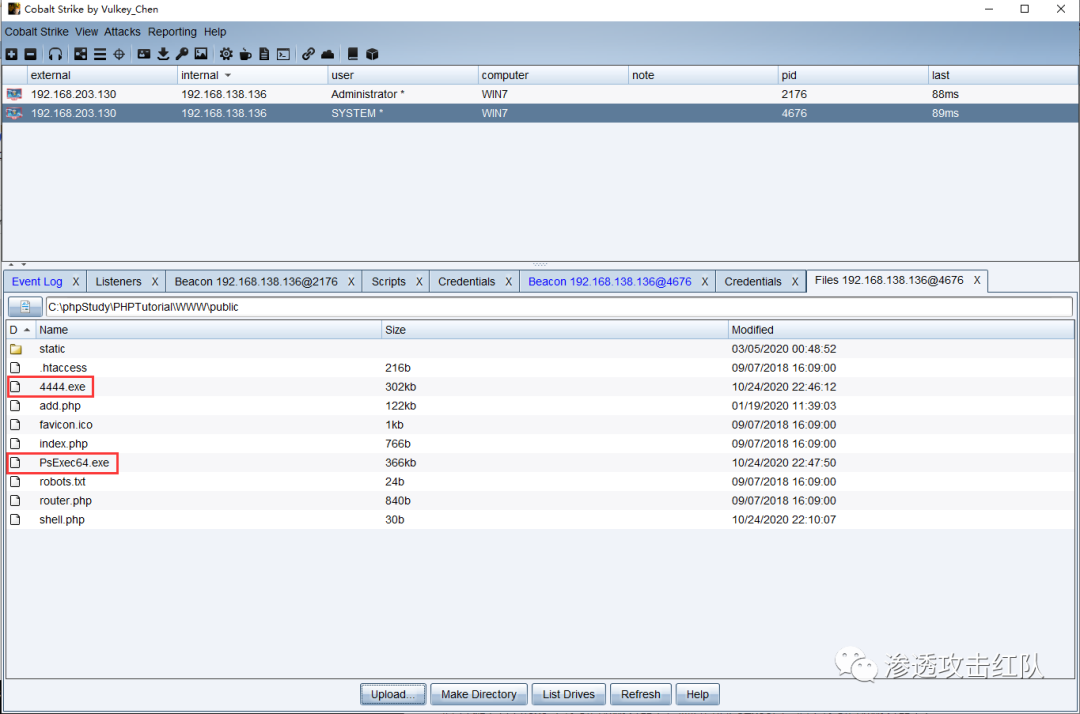 Cobalt Strike by Vulkey_Chen
Cobalt Strike View Attacks Reporting Help
external internal user computer note pid last
192.168.203.130 192.168.138.136 Administrator * WIN7 2176 88ms
192.168.203.130 192.168.138.136 SYSTEM * WIN7 4676 89ms
Event Log X Listeners X Beacon 192.168.138.136@2176 X Scripts X Credentials X Beacon 192.168.138.136@4676 X Credentials X Files 192.168.138.136@4676 X
C:\phpStudy\PHPTutorial\WWW\public
D Name Size Modified
static 03/05/2020 00:48:52
.htaccess 216b 09/07/2018 16:09:00
4444.exe 302kb 10/24/2020 22:46:12
add.php 122kb 01/19/2020 11:39:03
favicon.ico 1kb 09/07/2018 16:09:00
index.php 766b 09/07/2018 16:09:00
PsExec64.exe 366kb 10/24/2020 22:47:50
robots.txt 24b 09/07/2018 16:09:00
router.php 840b 09/07/2018 16:09:00
shell.php 30b 10/24/2020 22:10:07
渗透攻击红队
Upload... Make Directory List Drives Refresh Help